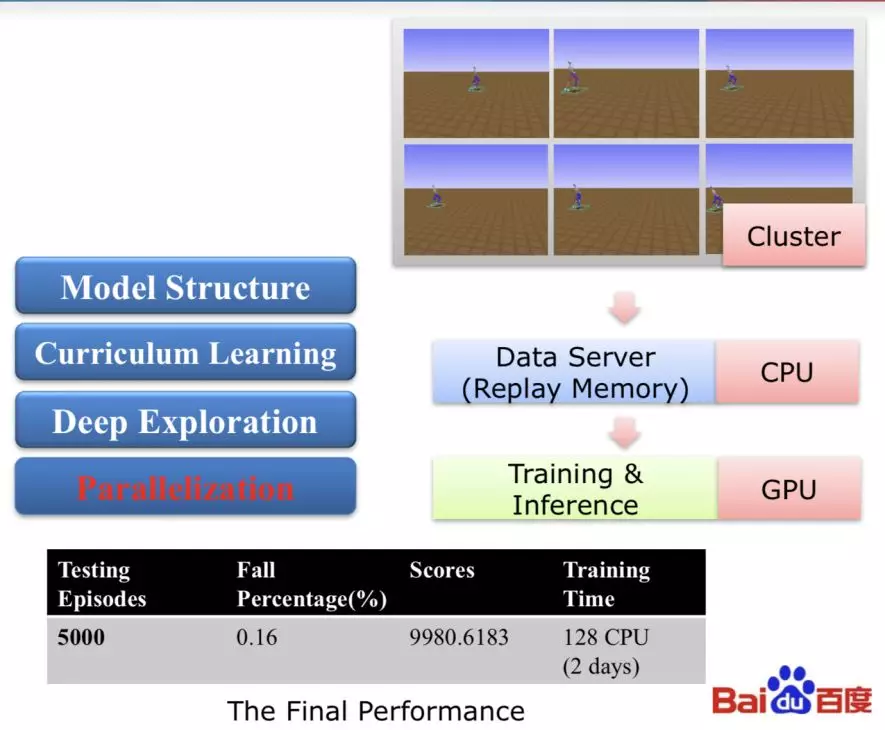 Cluster
Model Structure
Curriculum Learning
Deep Exploration
Parallelization
Data Server
(Replay Memory)
CPU
Training &
Inference
GPU
Testing
Episodes
Fall
Percentage(%)
Scores
Training
Time
5000
0.16
9980.6183
128 CPU
(2 days)
The Final Performance
Baidu百度